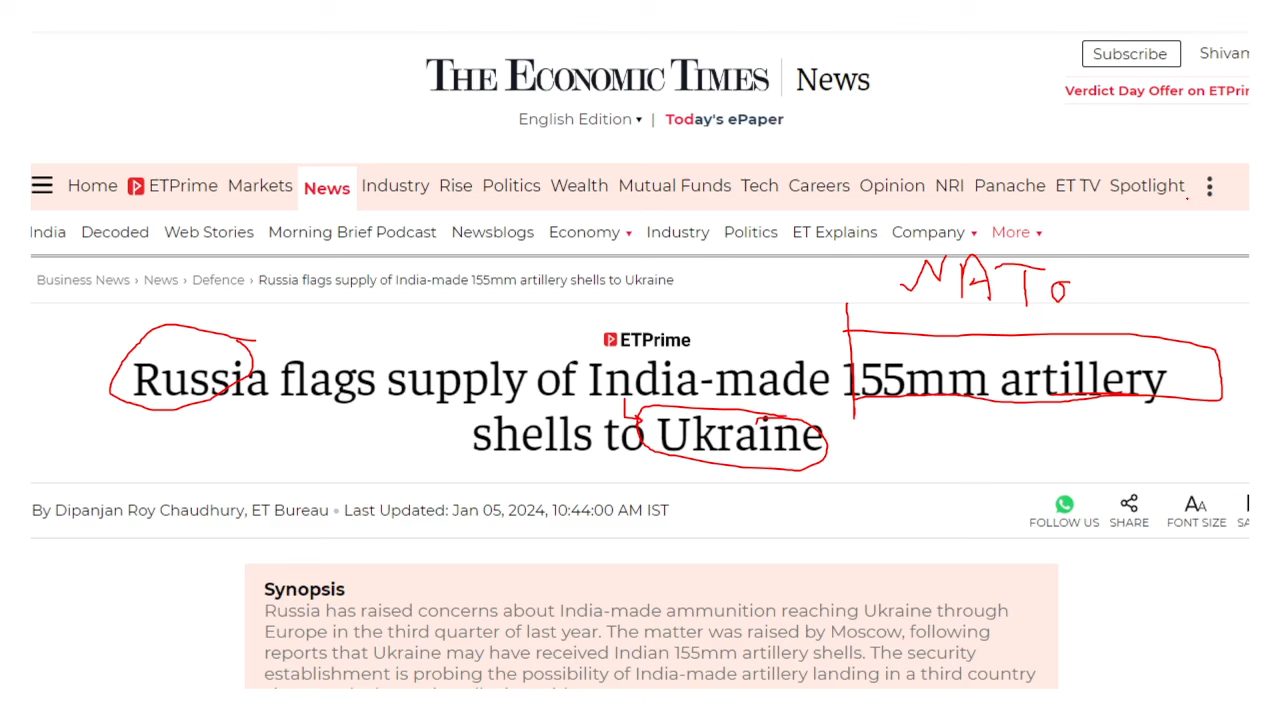 Subscribe Shivam
THE ECONOMIC TIMES | News
Verdict Day Offer on ETPrim
English Edition ▾ | Today's ePaper
Home ETPrime Markets News Industry Rise Politics Wealth Mutual Funds Tech Careers Opinion NRI Panache ET TV Spotlight
India Decoded Web Stories Morning Brief Podcast Newsblogs Economy ▾ Industry Politics ET Explains Company ▾ More ▾
NATO
Business News › News › Defence › Russia flags supply of India-made 155mm artillery shells to Ukraine
ETPrime
Russia flags supply of India-made 155mm artillery
shells to Ukraine
By Dipanjan Roy Chaudhury, ET Bureau • Last Updated: Jan 05, 2024, 10:44:00 AM IST
FOLLOW US SHARE FONT SIZE SA
Synopsis
Russia has raised concerns about India-made ammunition reaching Ukraine through
Europe in the third quarter of last year. The matter was raised by Moscow, following
reports that Ukraine may have received Indian 155mm artillery shells. The security
establishment is probing the possibility of India-made artillery landing in a third country